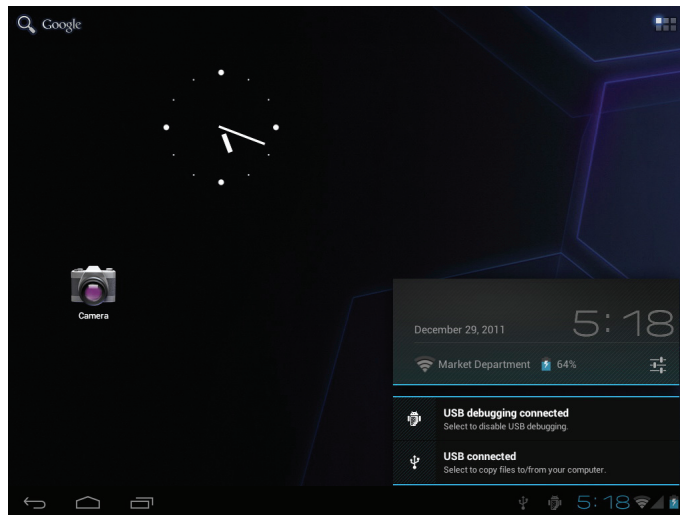 Google
Camera
December 29, 2011
5:18
Market Department
64%
USB debugging connected
Select to disable USB debugging.
USB connected
Select to copy files to/from your computer.
5:18